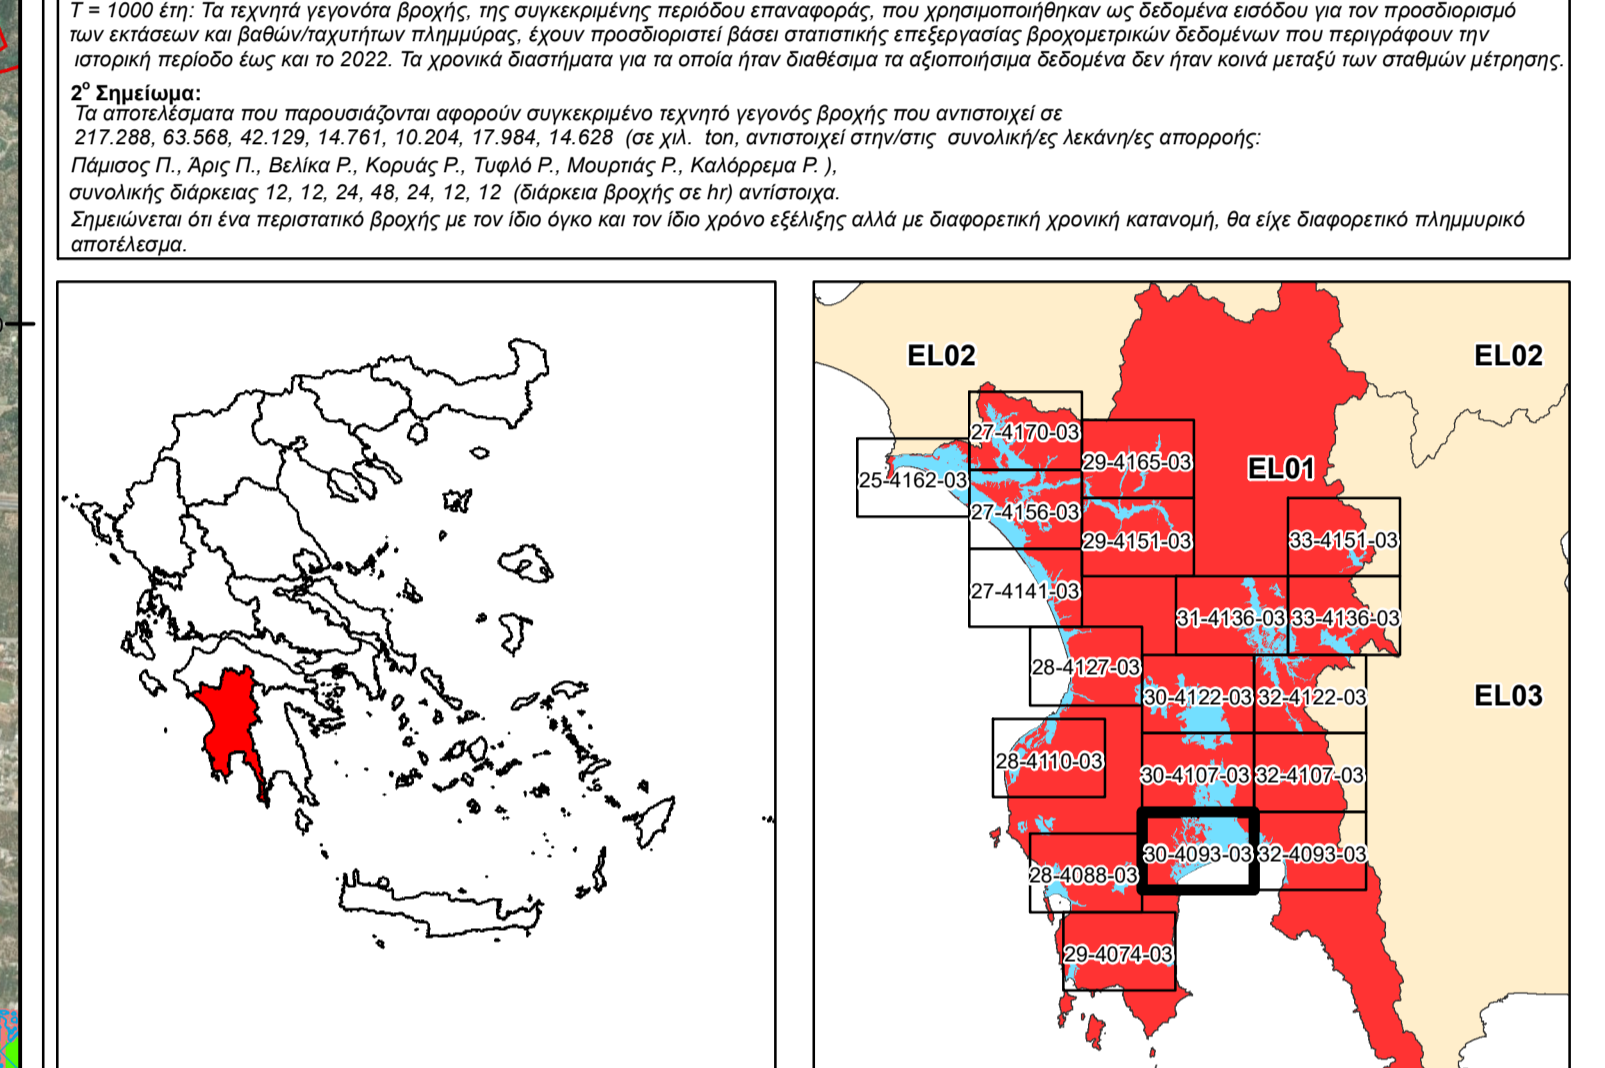 T = 1000 έτη: Τα τεχνητά γεγονότα βροχής, της συγκεκριμένης περιόδου επαναφοράς, που χρησιμοποιήθηκαν ως δεδομένα εισόδου για τον προσδιορισμό
των εκτάσεων και βαθών/ταχυτήτων πλημμύρας, έχουν προσδιοριστεί βάσει στατιστικής επεξεργασίας βροχομετρικών δεδομένων που περιγράφουν την
ιστορική περίοδο έως και το 2022. Τα χρονικά διαστήματα για τα οποία ήταν διαθέσιμα τα αξιοποιήσιμα δεδομένα δεν ήταν κοινά μεταξύ των σταθμών μέτρησης.
2ο Σημείωμα:
Τα αποτελέσματα που παρουσιάζονται αφορούν συγκεκριμένο τεχνητό γεγονός βροχής που αντιστοιχεί σε
217.288, 63.568, 42.129, 14.761, 10.204, 17.984, 14.628 (σε χιλ. ton, αντιστοιχεί στην/στις συνολική/ες λεκάνη/ες απορροής:
Πάμισος Π., Άρις Π., Βελίκα Ρ., Κορυάς Ρ., Τυφλό Ρ., Μουρτιάς Ρ., Καλόρρεμα Ρ. ),
συνολικής διάρκειας 12, 12, 24, 48, 24, 12, 12 (διάρκεια βροχής σε hr) αντίστοιχα.
Σημειώνεται ότι ένα περιστατικό βροχής με τον ίδιο όγκο και τον ίδιο χρόνο εξέλιξης αλλά με διαφορετική χρονική κατανομή, θα είχε διαφορετικό πλημμυρικό
αποτέλεσμα.
EL02
EL02
27-4170-03
29-4165-03
EL01
25-4162-03
27-4156-03
29-4151-03
33-4151-03
27-4141-03
31-4136-03
33-4136-03
28-4127-03
30-4122-03
32-4122-03
EL03
28-4110-03
30-4107-03
32-4107-03
30-4093-03
32-4093-03
28-4088-03
29-4074-03